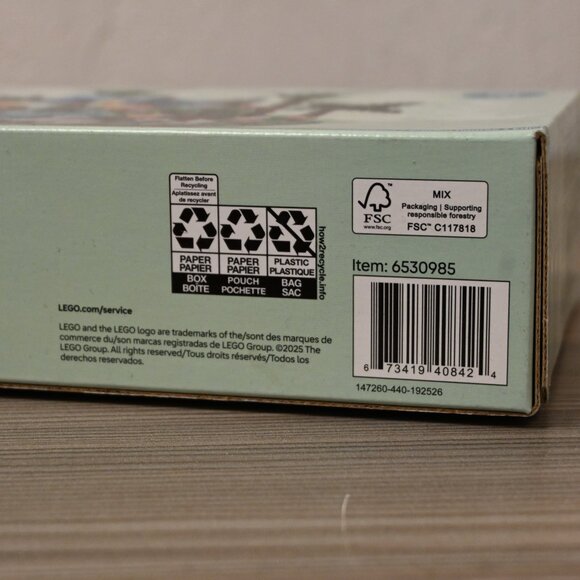 Flatten Before
Recycling
Aplatissez avant
de recycler
PAPER
PAPIER
BOX
BOÎTE
PAPER
PAPIER
POUCH
POCHETTE
PLASTIC
PLASTIQUE
BAG
SAC
how2recycle.info
™
FSC
www.fsc.org
MIX
Packaging | Supporting
responsible forestry
FSC™ C117818
Item: 6530985
6 73419 40842 4
147260-440-192526
LEGO.com/service
LEGO and the LEGO logo are trademarks of the/sont des marques de
commerce du/son marcas registradas de LEGO Group. ©2025 The
LEGO Group. All rights reserved/Tous droits réservés/Todos los
derechos reservados.